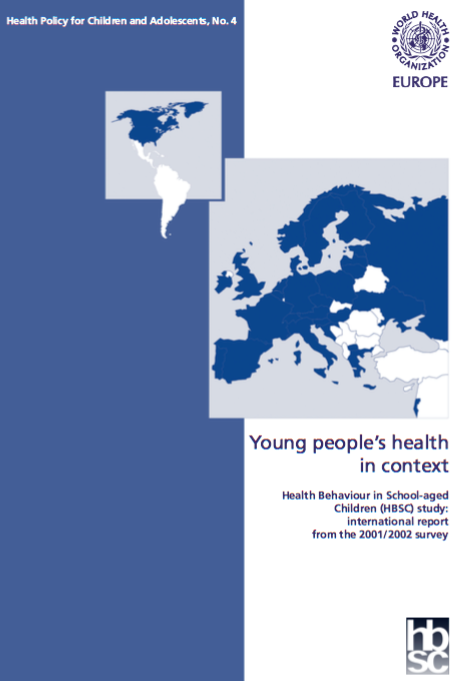 Health Policy for Children and Adolescents, No. 4
WORLD HEALTH
ORGANIZATION
EUROPE
Young people's health
in context
Health Behaviour in School-aged
Children (HBSC) study:
international report
from the 2001/2002 survey
hb
sc